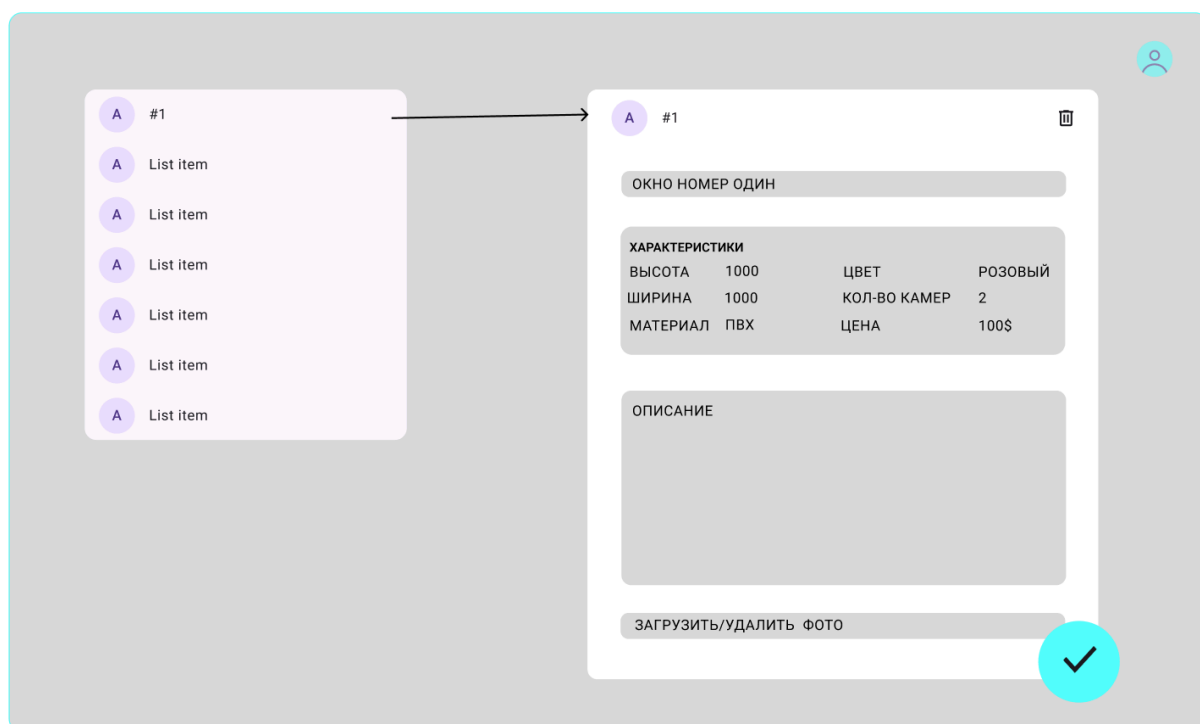 A #1
A List item
A List item
A List item
A List item
A List item
A List item
A #1
ОКНО НОМЕР ОДИН
ХАРАКТЕРИСТИКИ
ВЫСОТА 1000 ЦВЕТ РОЗОВЫЙ
ШИРИНА 1000 КОЛ-ВО КАМЕР 2
МАТЕРИАЛ ПВХ ЦЕНА 100$
ОПИСАНИЕ
ЗАГРУЗИТЬ/УДАЛИТЬ ФОТО